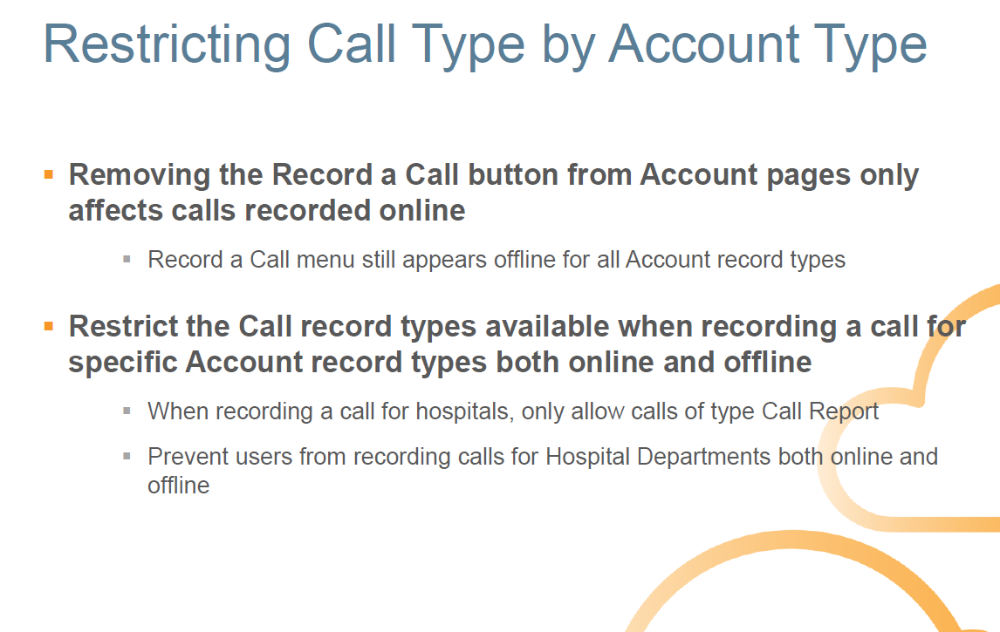 Restricting Call Type by Account Type
Removing the Record a Call button from Account pages only
affects calls recorded online
Record a Call menu still appears offline for all Account record types
Restrict the Call record types available when recording a call for
specific Account record types both online and offline
When recording a call for hospitals, only allow calls of type Call Report
Prevent users from recording calls for Hospital Departments both online and
offline